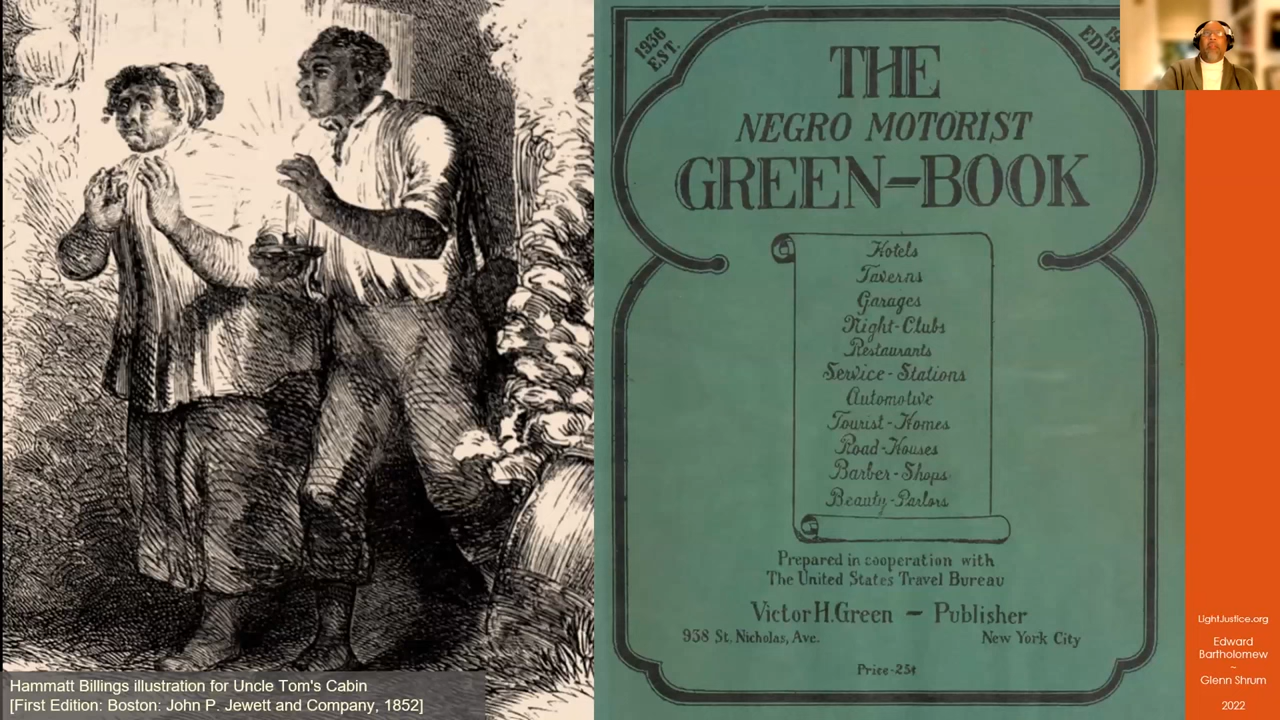 1936
EST.
THE
NEGRO MOTORIST
GREEN-BOOK
Hotels
Taverns
Garages
Night-Clubs
Restaurants
Service-Stations
Automotive
Tourist-Homes
Road-Houses
Barber-Shops
Beauty-Parlors
Prepared in cooperation with
The United States Travel Bureau
Victor H. Green — Publisher
938 St. Nicholas, Ave. New York City
Price-25¢
Hammatt Billings illustration for Uncle Tom's Cabin
[First Edition: Boston: John P. Jewett and Company, 1852]
LightJustice.org
Edward
Bartholomew
~
Glenn Shrum
2022